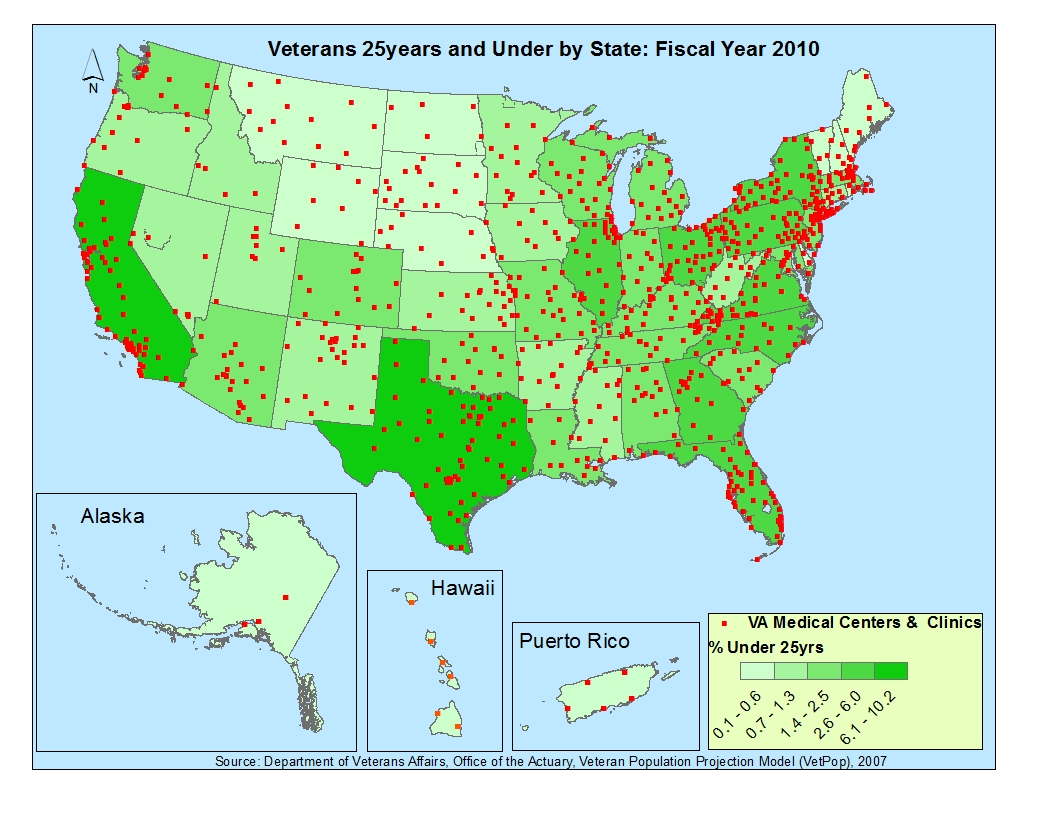 Veterans 25years and Under by State: Fiscal Year 2010
N
Alaska
Hawaii
Puerto Rico
VA Medical Centers & Clinics
% Under 25yrs
0.1 - 0.6
0.7 - 1.3
1.4 - 2.5
2.6 - 6.0
6.1 - 10.2
Source: Department of Veterans Affairs, Office of the Actuary, Veteran Population Projection Model (VetPop), 2007